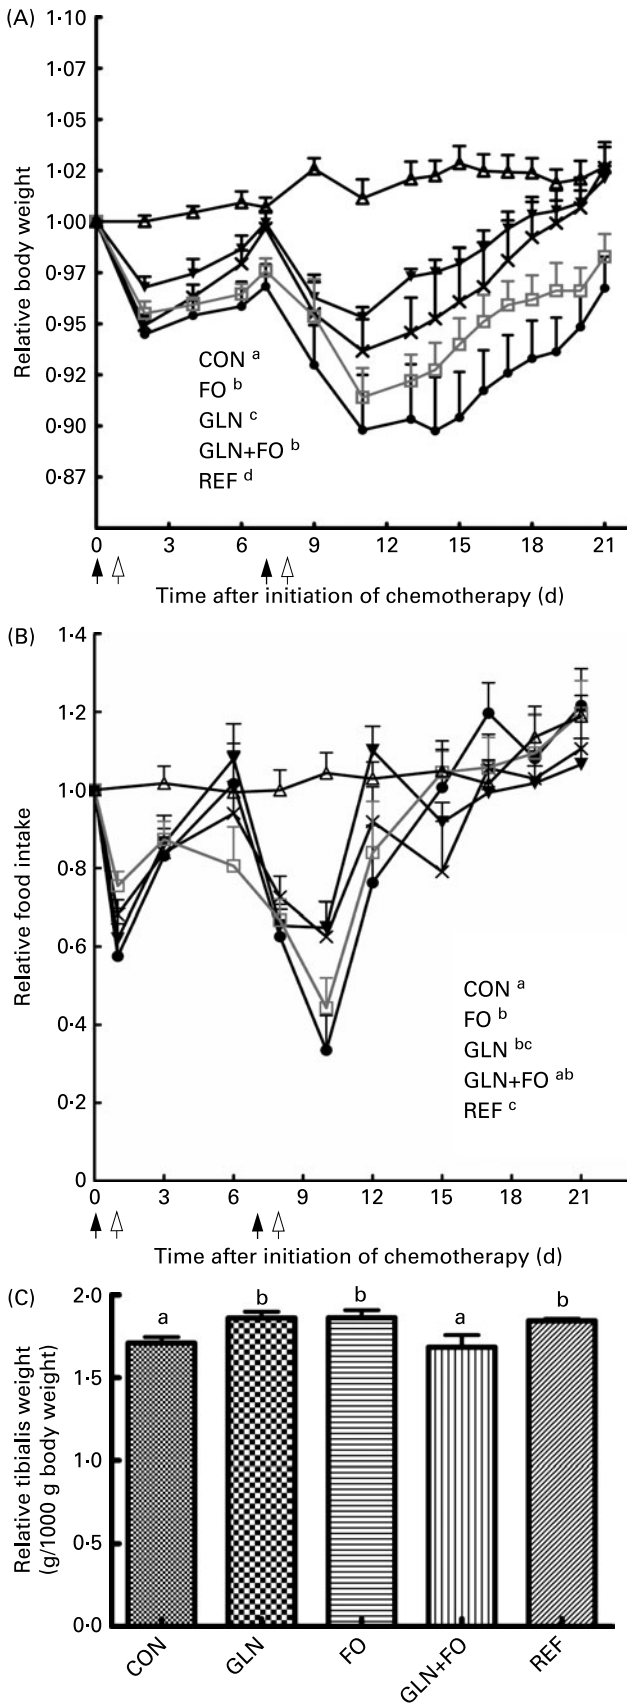 (A)
1·10
1·07
1·05
1·02
1·00
0·97
0·95
0·92
0·90
0·87
Relative body weight
CON a
FO b
GLN c
GLN+FO b
REF d
0 3 6 9 12 15 18 21
Time after initiation of chemotherapy (d)
(B)
1·4
1·2
1·0
0·8
0·6
0·4
0·2
0
Relative food intake
CON a
FO b
GLN bc
GLN+FO ab
REF c
0 3 6 9 12 15 18 21
Time after initiation of chemotherapy (d)
(C)
2·0
1·5
1·0
0·5
0·0
Relative tibialis weight
(g/1000 g body weight)
a b b a b
CON GLN FO GLN+FO REF